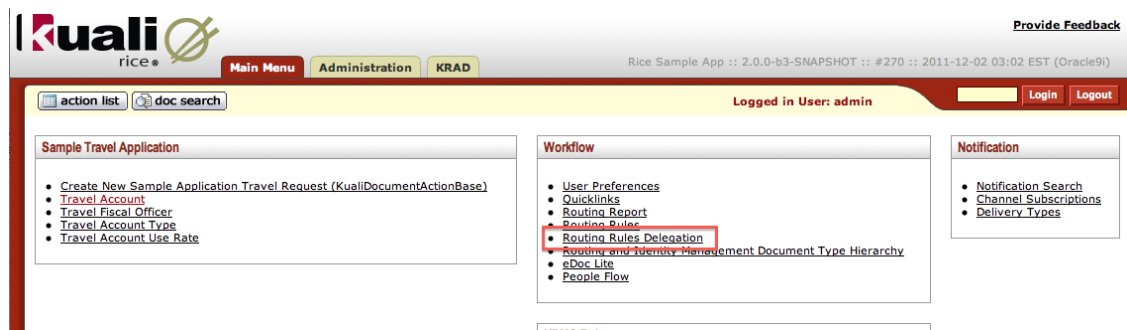 kuali
rice
Provide Feedback
Main Menu
Administration
KRAD
Rice Sample App :: 2.0.0-b3-SNAPSHOT :: #270 :: 2011-12-02 03:02 EST (Oracle9i)
action list
doc search
Logged in User: admin
Login
Logout
Sample Travel Application
Create New Sample Application Travel Request (KualiDocumentActionBase)
Travel Account
Travel Fiscal Officer
Travel Account Type
Travel Account Use Rate
Workflow
User Preferences
Quicklinks
Routing Report
Routing Rules
Routing Rules Delegation
Routing and Identity Management Document Type Hierarchy
eDoc Lite
People Flow
Notification
Notification Search
Channel Subscriptions
Delivery Types